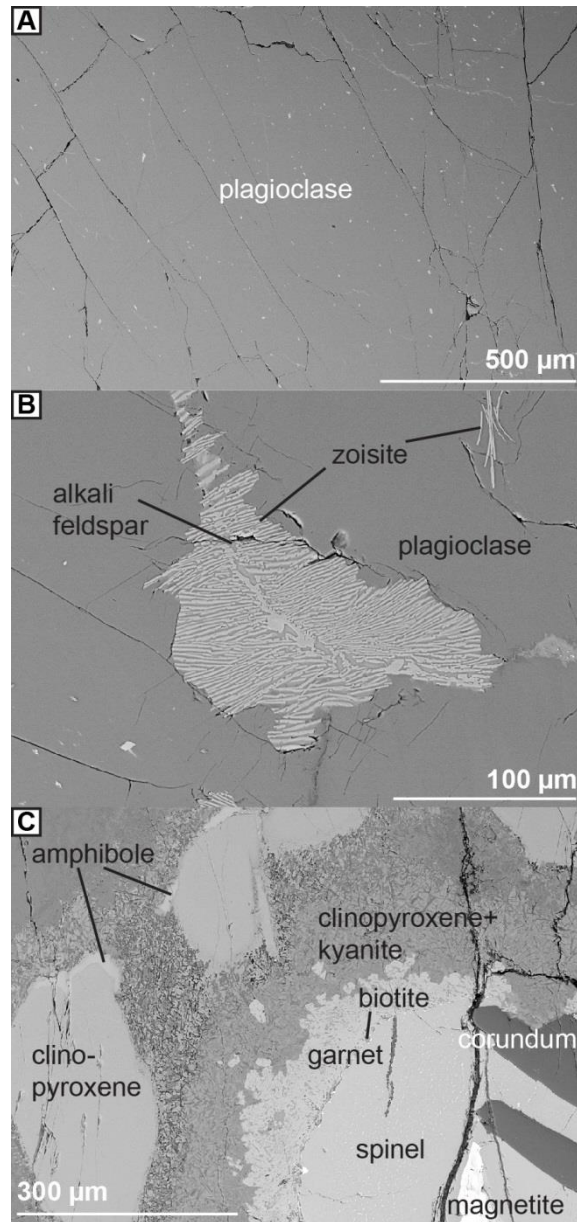 A
plagioclase
500 µm
B
zoisite
alkali
feldspar
plagioclase
100 µm
C
amphibole
clinopyroxene+
kyanite
biotite
garnet
corundum
clino-
pyroxene
spinel
300 µm
magnetite